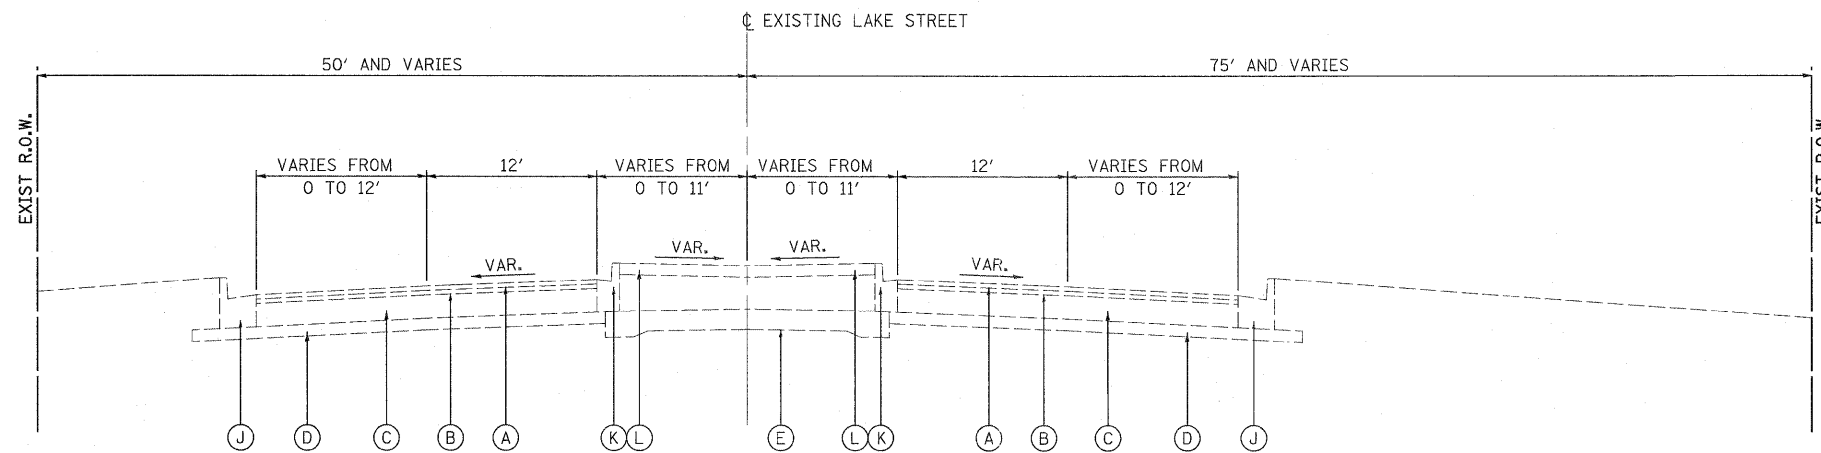 ℄ EXISTING LAKE STREET
50' AND VARIES
75' AND VARIES
EXIST R.O.W.
EXIST R.O.W.
VARIES FROM
0 TO 12'
12'
VARIES FROM
0 TO 11'
VARIES FROM
0 TO 11'
12'
VARIES FROM
0 TO 12'
VAR.
VAR.
VAR.
VAR.
J D C B A K L E L K A B C D J